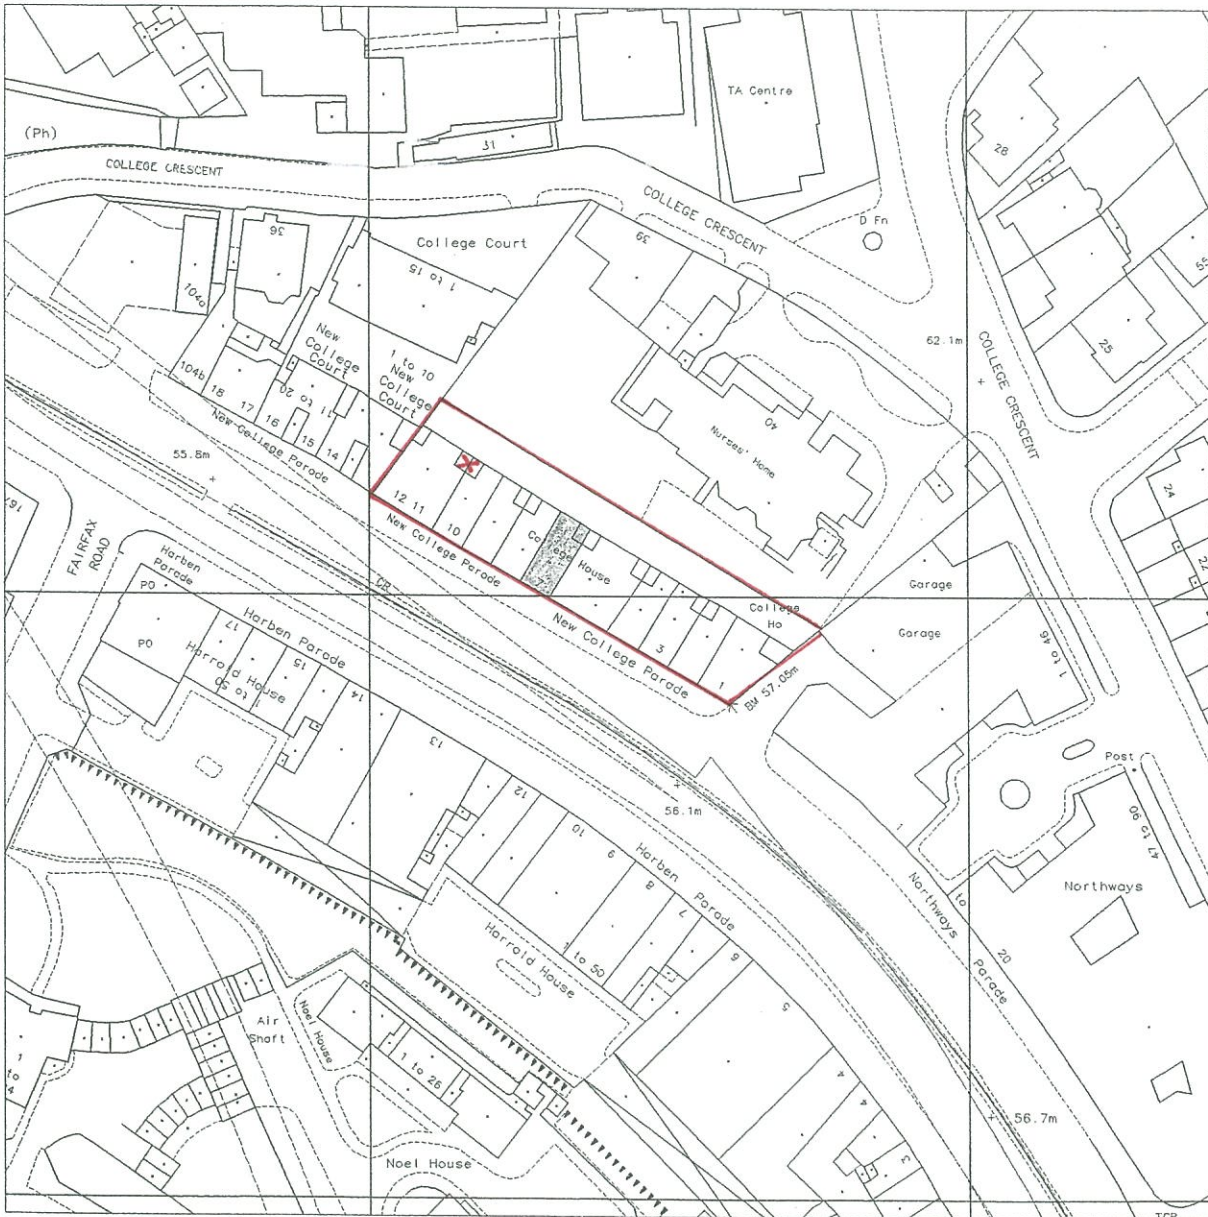 TA Centre
(Ph)
31
28
COLLEGE CRESCENT
COLLEGE CRESCENT
D Fn
36
39
College Court
1 to 15
104a
55
62.1m
COLLEGE CRESCENT
25
New
College
Court
1 to 10
New
College
Court
104b
18
17
16
15
14
11 to 20
New College Parade
40
Nurses' Home
55.8m
24
22
12
11
10
College House
7
New College Parade
FAIRFAX
ROAD
Harben
Parade
CR
Garage
College
Ho
Garage
PO
Harben Parade
New College Parade
3
1
BM 57.05m
1 to 46
17
Harrold House
1 to 50
15
14
13
12
Post
56.1m
47 to 90
10
9
8
7
6
5
4
4
3
Harben Parade
Northways
1
to
20
Northways
Parade
Harrold House
1 to 50
Air
Shaft
Noel House
1 to 26
1
to
4
56.7m
Noel House